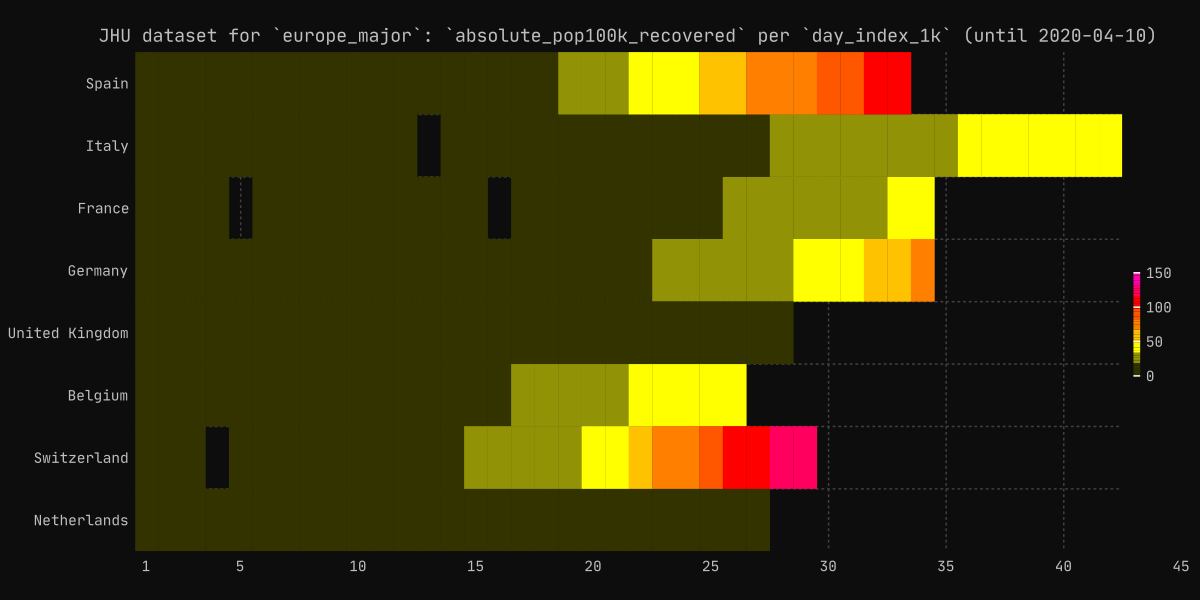 JHU dataset for `europe_major`: `absolute_pop100k_recovered` per `day_index_1k` (until 2020-04-10)
Spain
Italy
France
Germany
United Kingdom
Belgium
Switzerland
Netherlands
150
100
50
0
1 5 10 15 20 25 30 35 40 45